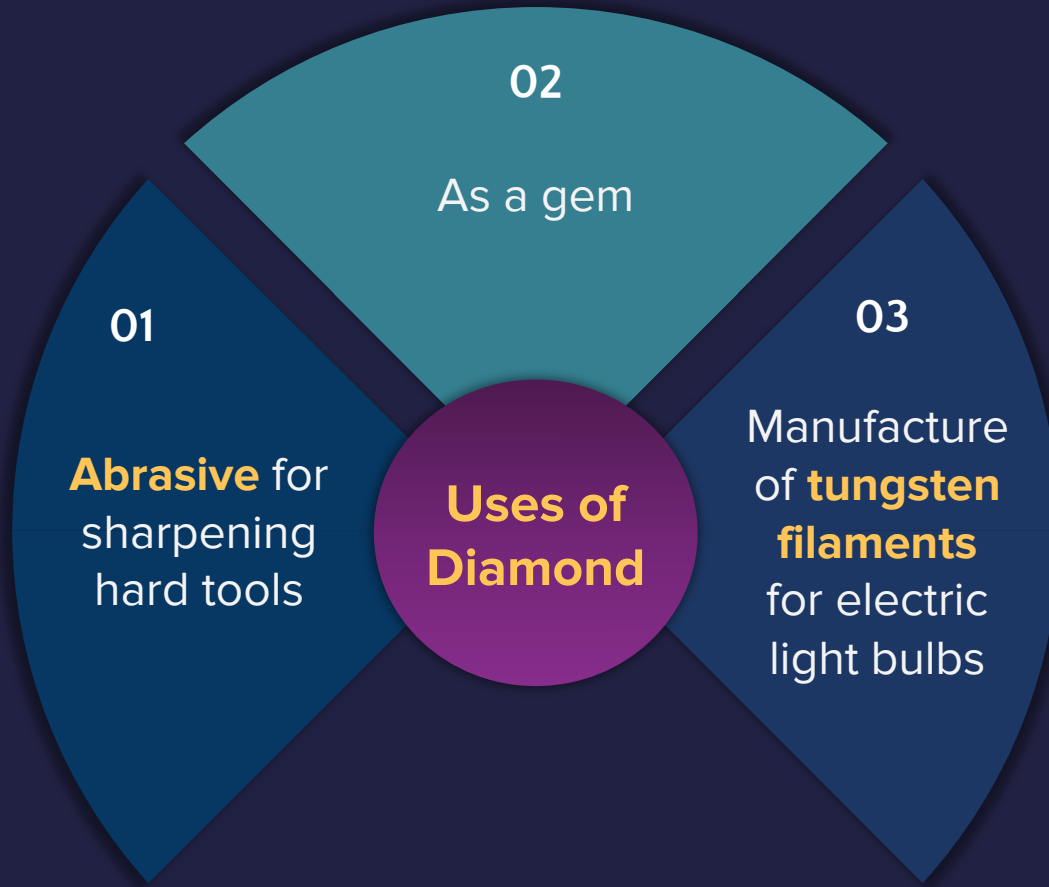 01
Abrasive for
sharpening
hard tools
02
As a gem
03
Manufacture
of tungsten
filaments
for electric
light bulbs
Uses of
Diamond